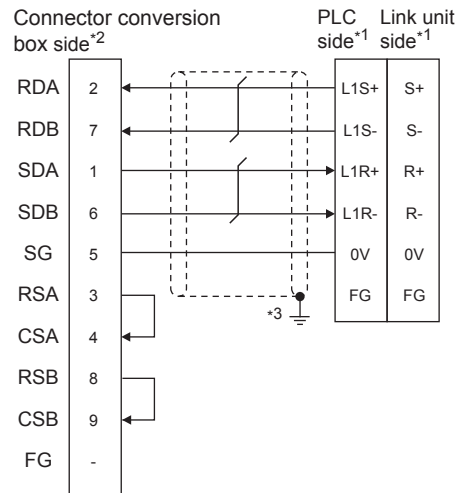 Connector conversion box side*2 PLC side*1 Link unit side*1
RDA 2 L1S+ S+
RDB 7 L1S- S-
SDA 1 L1R+ R+
SDB 6 L1R- R-
SG 5 0V 0V
RSA 3 *3 FG FG
CSA 4
RSB 8
CSB 9
FG -